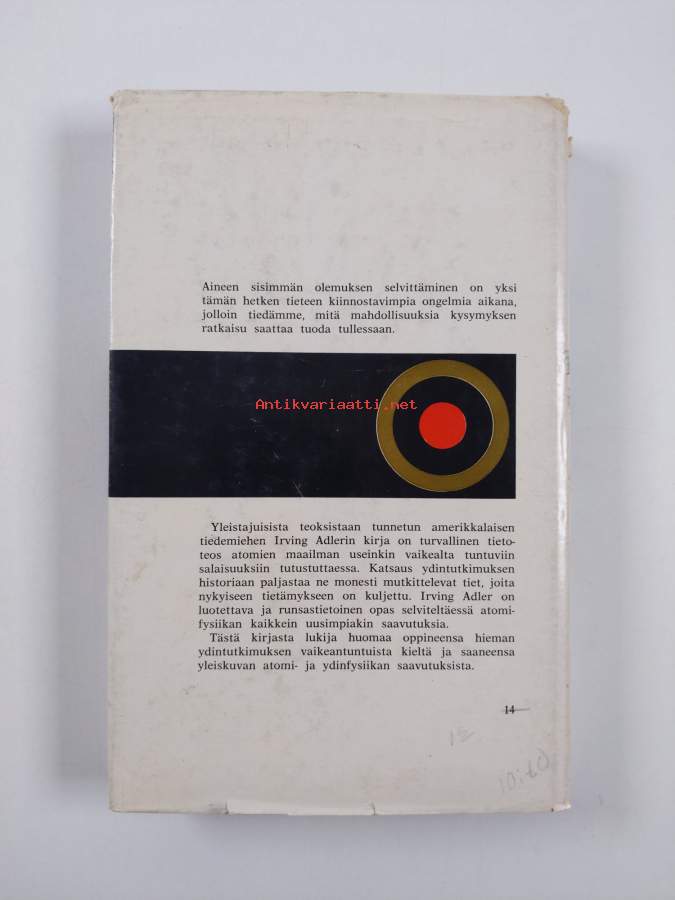 Aineen sisimmän olemuksen selvittäminen on yksi
tämän hetken tieteen kiinnostavimpia ongelmia aikana,
jolloin tiedämme, mitä mahdollisuuksia kysymyksen
ratkaisu saattaa tuoda tullessaan.
Antikvariaatti.net
Yleistajuisista teoksistaan tunnetun amerikkalaisen
tiedemiehen Irving Adlerin kirja on turvallinen tieto-
teos atomien maailman useinkin vaikealta tuntuviin
salaisuuksiin tutustuttaessa. Katsaus ydintutkimuksen
historiaan paljastaa ne monesti mutkittelevat tiet, joita
nykyiseen tietämykseen on kuljettu. Irving Adler on
luotettava ja runsastietoinen opas selviteltäessä atomi-
fysiikan kaikkein uusimpiakin saavutuksia.
Tästä kirjasta lukija huomaa oppineensa hieman
ydintutkimuksen vaikeantuntuista kieltä ja saaneensa
yleiskuvan atomi- ja ydinfysiikan saavutuksista.
14
12